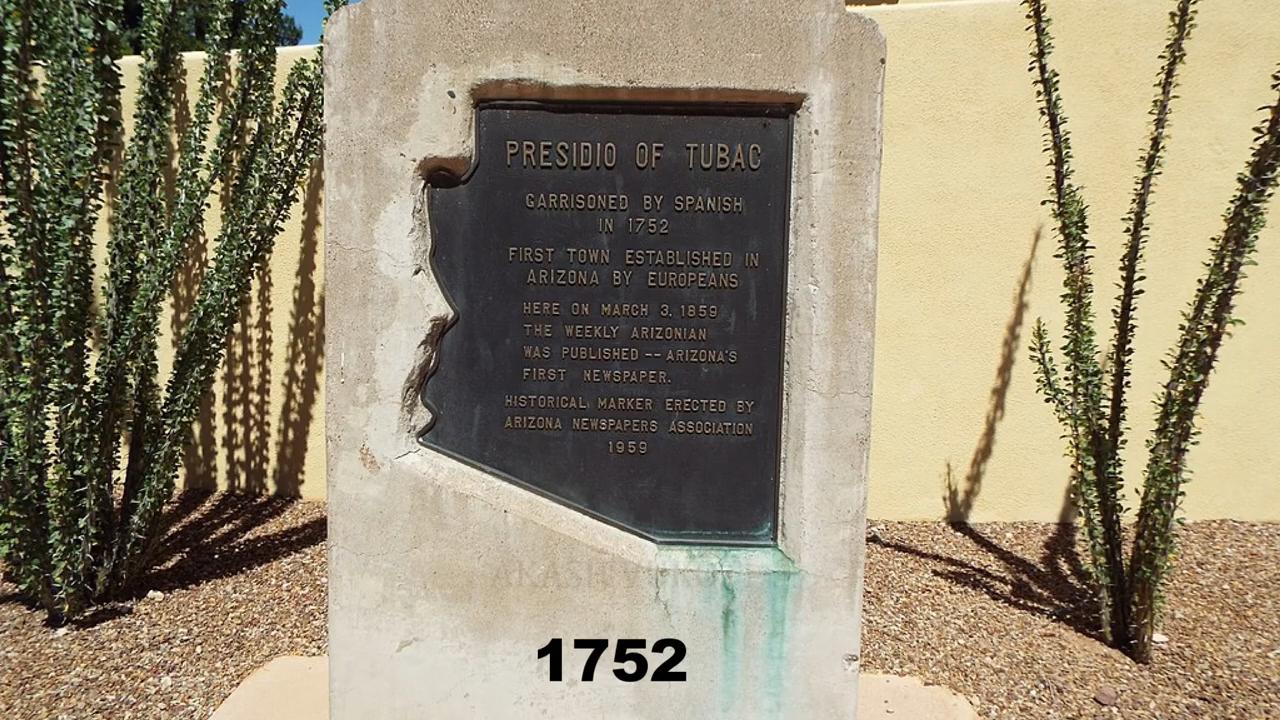 PRESIDIO OF TUBAC
GARRISONED BY SPANISH
IN 1752
FIRST TOWN ESTABLISHED IN
ARIZONA BY EUROPEANS
HERE ON MARCH 3, 1859
THE WEEKLY ARIZONIAN
WAS PUBLISHED -- ARIZONA'S
FIRST NEWSPAPER.
HISTORICAL MARKER ERECTED BY
ARIZONA NEWSPAPERS ASSOCIATION
1959
1752